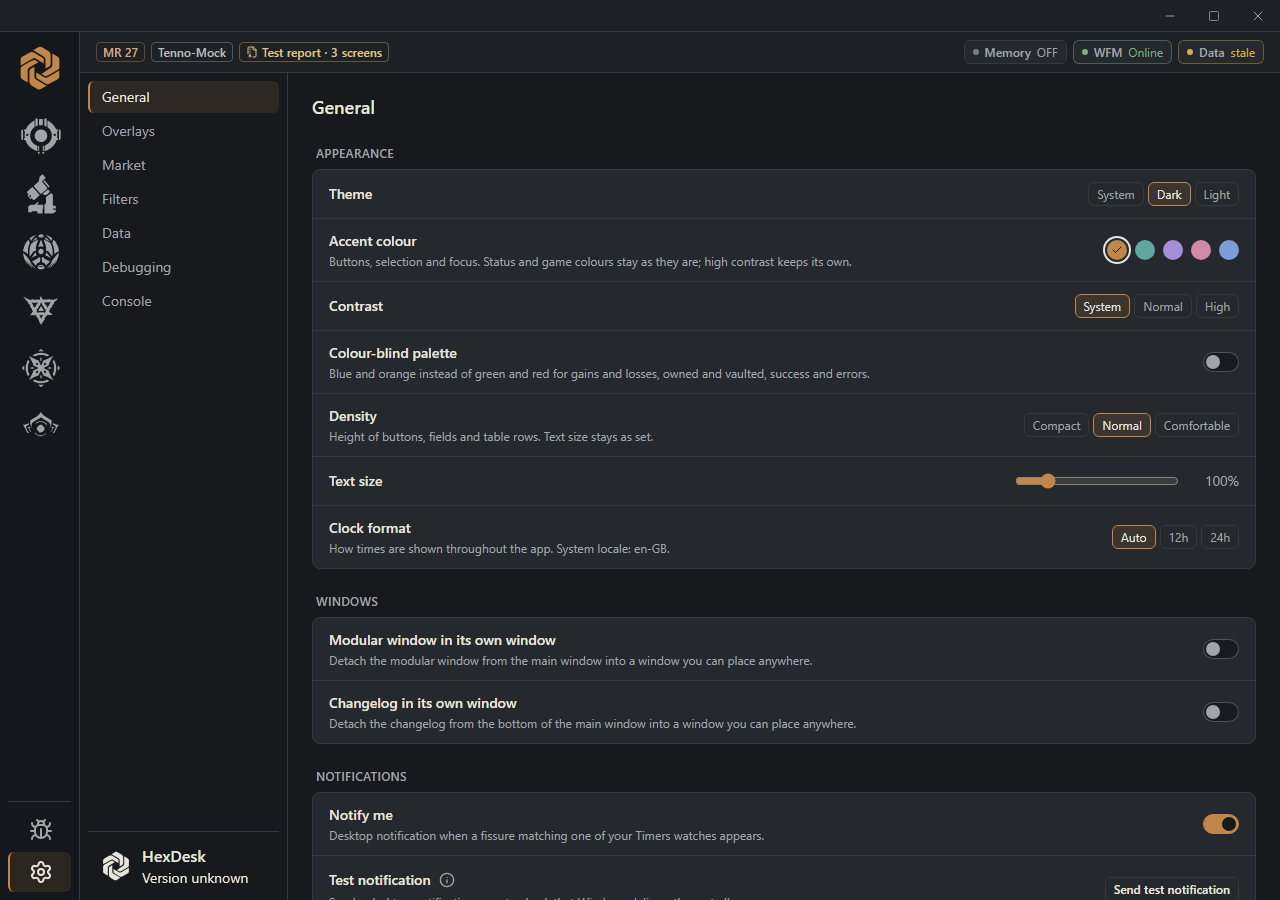 MR 27
Tenno-Mock
Test report · 3 screens
Memory OFF
WFM Online
Data stale
General
Overlays
Market
Filters
Data
Debugging
Console
HexDesk
Version unknown
General
APPEARANCE
Theme
System
Dark
Light
Accent colour
Buttons, selection and focus. Status and game colours stay as they are; high contrast keeps its own.
Contrast
System
Normal
High
Colour-blind palette
Blue and orange instead of green and red for gains and losses, owned and vaulted, success and errors.
Density
Height of buttons, fields and table rows. Text size stays as set.
Compact
Normal
Comfortable
Text size
100%
Clock format
How times are shown throughout the app. System locale: en-GB.
Auto
12h
24h
WINDOWS
Modular window in its own window
Detach the modular window from the main window into a window you can place anywhere.
Changelog in its own window
Detach the changelog from the bottom of the main window into a window you can place anywhere.
NOTIFICATIONS
Notify me
Desktop notification when a fissure matching one of your Timers watches appears.
Test notification
Send test notification